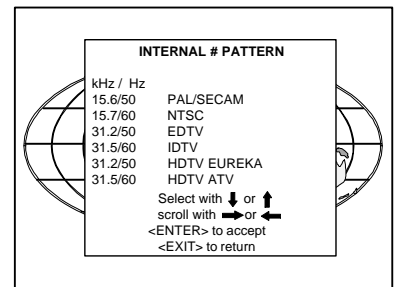 INTERNAL # PATTERN
kHz / Hz
15.6/50 PAL/SECAM
15.7/60 NTSC
31.2/50 EDTV
31.5/60 IDTV
31.2/50 HDTV EUREKA
31.5/60 HDTV ATV
Select with ⬇ or ⬆
scroll with ➡ or ⬅
<ENTER> to accept
<EXIT> to return